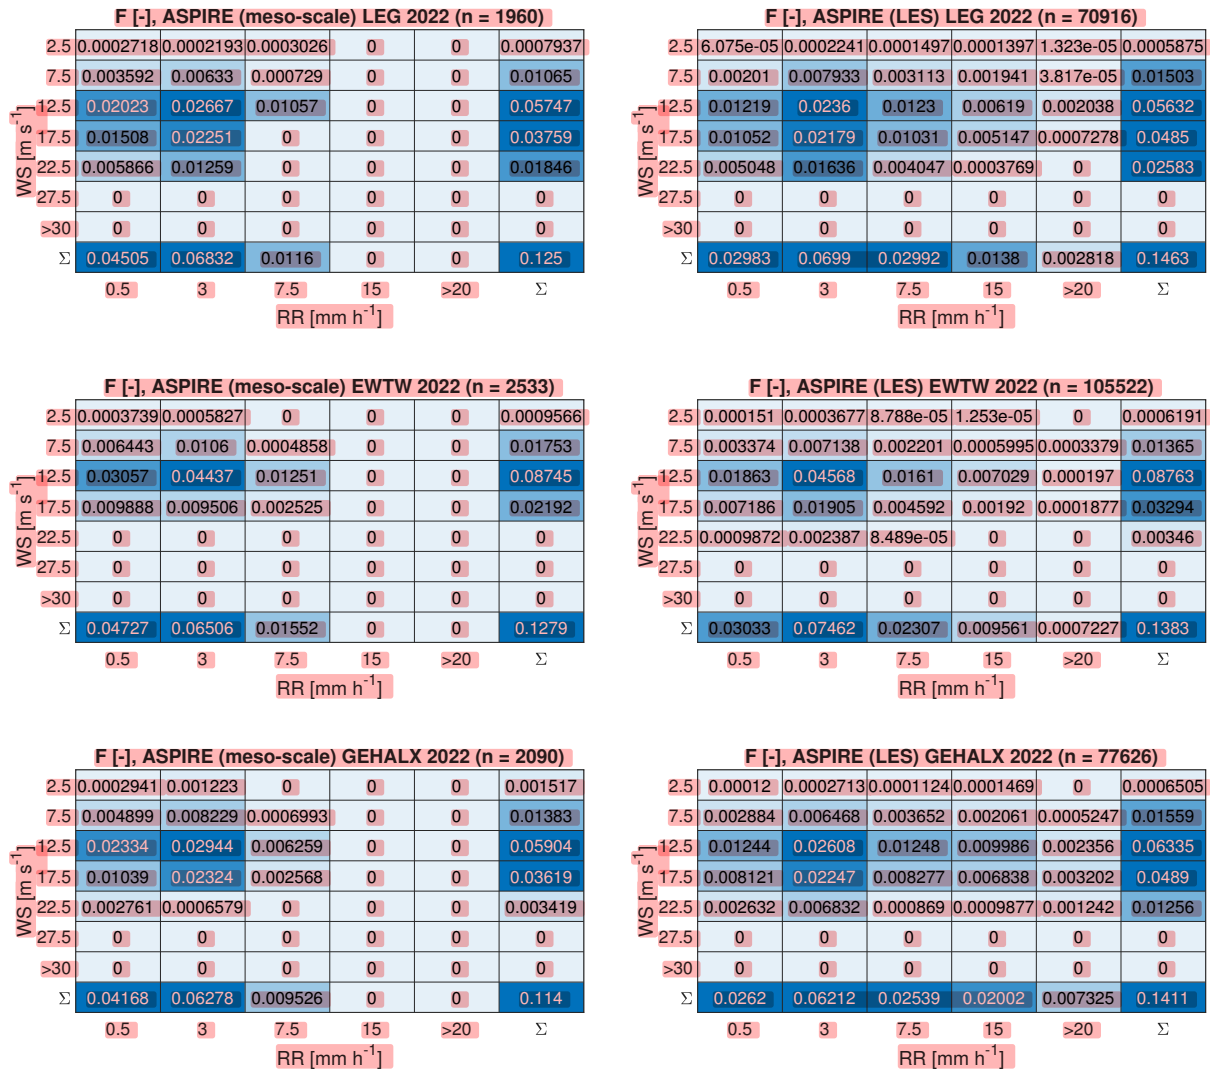 F [-], ASPIRE (meso-scale) LEG 2022 (n = 1960)
2.5 0.0002718 0.0002193 0.0003026 0 0 0.0007937
7.5 0.003592 0.00633 0.000729 0 0 0.01065
12.5 0.02023 0.02667 0.01057 0 0 0.05747
17.5 0.01508 0.02251 0 0 0 0.03759
22.5 0.005866 0.01259 0 0 0 0.01846
27.5 0 0 0 0 0 0
>30 0 0 0 0 0 0
Σ 0.04505 0.06832 0.0116 0 0 0.125
0.5 3 7.5 15 >20 Σ
WS [m s⁻¹]
RR [mm h⁻¹]
F [-], ASPIRE (LES) LEG 2022 (n = 70916)
2.5 6.075e-05 0.0002241 0.0001497 0.0001397 1.323e-05 0.0005875
7.5 0.00201 0.007933 0.003113 0.001941 3.817e-05 0.01503
12.5 0.01219 0.0236 0.0123 0.00619 0.002038 0.05632
17.5 0.01052 0.02179 0.01031 0.005147 0.0007278 0.0485
22.5 0.005048 0.01636 0.004047 0.0003769 0 0.02583
27.5 0 0 0 0 0 0
>30 0 0 0 0 0 0
Σ 0.02983 0.0699 0.02992 0.0138 0.002818 0.1463
0.5 3 7.5 15 >20 Σ
WS [m s⁻¹]
RR [mm h⁻¹]
F [-], ASPIRE (meso-scale) EWTW 2022 (n = 2533)
2.5 0.0003739 0.0005827 0 0 0 0.0009566
7.5 0.006443 0.0106 0.0004858 0 0 0.01753
12.5 0.03057 0.04437 0.01251 0 0 0.08745
17.5 0.009888 0.009506 0.002525 0 0 0.02192
22.5 0 0 0 0 0 0
27.5 0 0 0 0 0 0
>30 0 0 0 0 0 0
Σ 0.04727 0.06506 0.01552 0 0 0.1279
0.5 3 7.5 15 >20 Σ
WS [m s⁻¹]
RR [mm h⁻¹]
F [-], ASPIRE (LES) EWTW 2022 (n = 105522)
2.5 0.000151 0.0003677 8.788e-05 1.253e-05 0 0.0006191
7.5 0.003374 0.007138 0.002201 0.0005995 0.0003379 0.01365
12.5 0.01863 0.04568 0.0161 0.007029 0.000197 0.08763
17.5 0.007186 0.01905 0.004592 0.00192 0.0001877 0.03294
22.5 0.0009872 0.002387 8.489e-05 0 0 0.00346
27.5 0 0 0 0 0 0
>30 0 0 0 0 0 0
Σ 0.03033 0.07462 0.02307 0.009561 0.0007227 0.1383
0.5 3 7.5 15 >20 Σ
WS [m s⁻¹]
RR [mm h⁻¹]
F [-], ASPIRE (meso-scale) GEHALX 2022 (n = 2090)
2.5 0.0002941 0.001223 0 0 0 0.001517
7.5 0.004899 0.008229 0.0006993 0 0 0.01383
12.5 0.02334 0.02944 0.006259 0 0 0.05904
17.5 0.01039 0.02324 0.002568 0 0 0.03619
22.5 0.002761 0.0006579 0 0 0 0.003419
27.5 0 0 0 0 0 0
>30 0 0 0 0 0 0
Σ 0.04168 0.06278 0.009526 0 0 0.114
0.5 3 7.5 15 >20 Σ
WS [m s⁻¹]
RR [mm h⁻¹]
F [-], ASPIRE (LES) GEHALX 2022 (n = 77626)
2.5 0.00012 0.0002713 0.0001124 0.0001469 0 0.0006505
7.5 0.002884 0.006468 0.003652 0.002061 0.0005247 0.01559
12.5 0.01244 0.02608 0.01248 0.009986 0.002356 0.06335
17.5 0.008121 0.02247 0.008277 0.006838 0.003202 0.0489
22.5 0.002632 0.006832 0.000869 0.0009877 0.001242 0.01256
27.5 0 0 0 0 0 0
>30 0 0 0 0 0 0
Σ 0.0262 0.06212 0.02539 0.02002 0.007325 0.1411
0.5 3 7.5 15 >20 Σ
WS [m s⁻¹]
RR [mm h⁻¹]